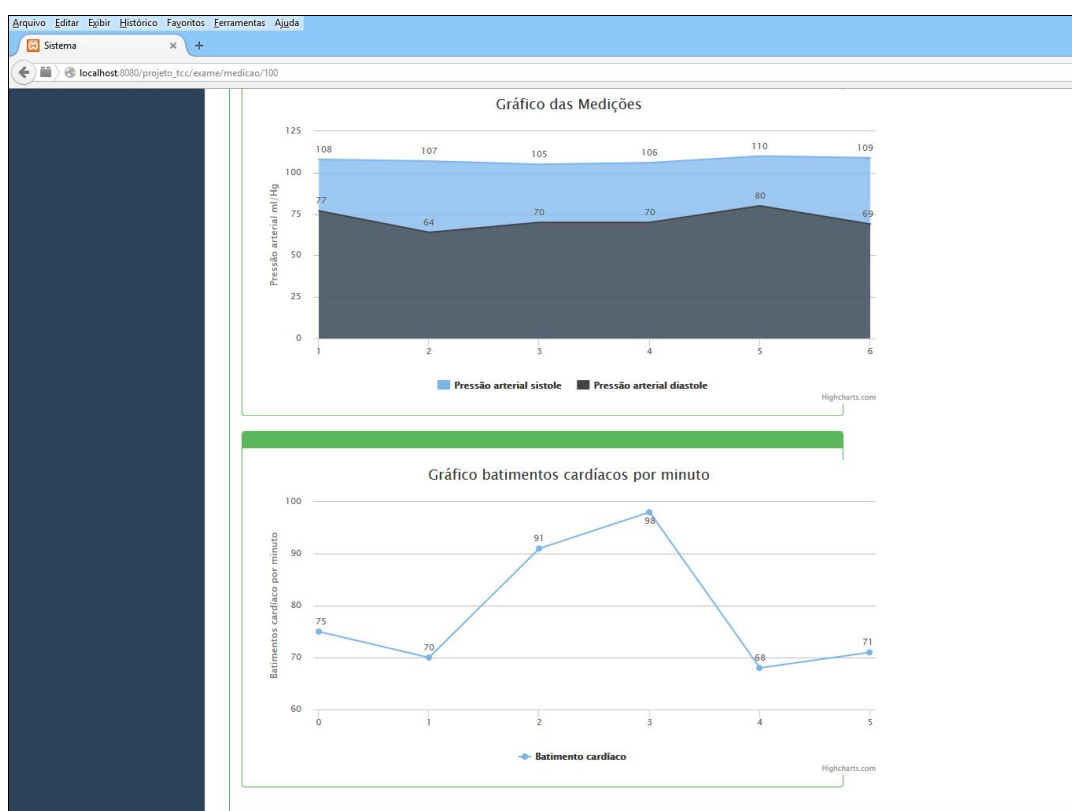 Arquivo Editar Exibir Histórico Favoritos Ferramentas Ajuda
Sistema
localhost:8080/projeto_tcc/exame/medicao/100
Gráfico das Medições
Pressão arterial ml/Hg
125
100
75
50
25
0
108 107 105 106 110 109
77 64 70 70 80 69
1 2 3 4 5 6
Pressão arterial sistole Pressão arterial diastole
Highcharts.com
Gráfico batimentos cardíacos por minuto
Batimentos cardíaco por minuto
100
90
80
70
60
75 70 91 98 68 71
0 1 2 3 4 5
Batimento cardíaco
Highcharts.com